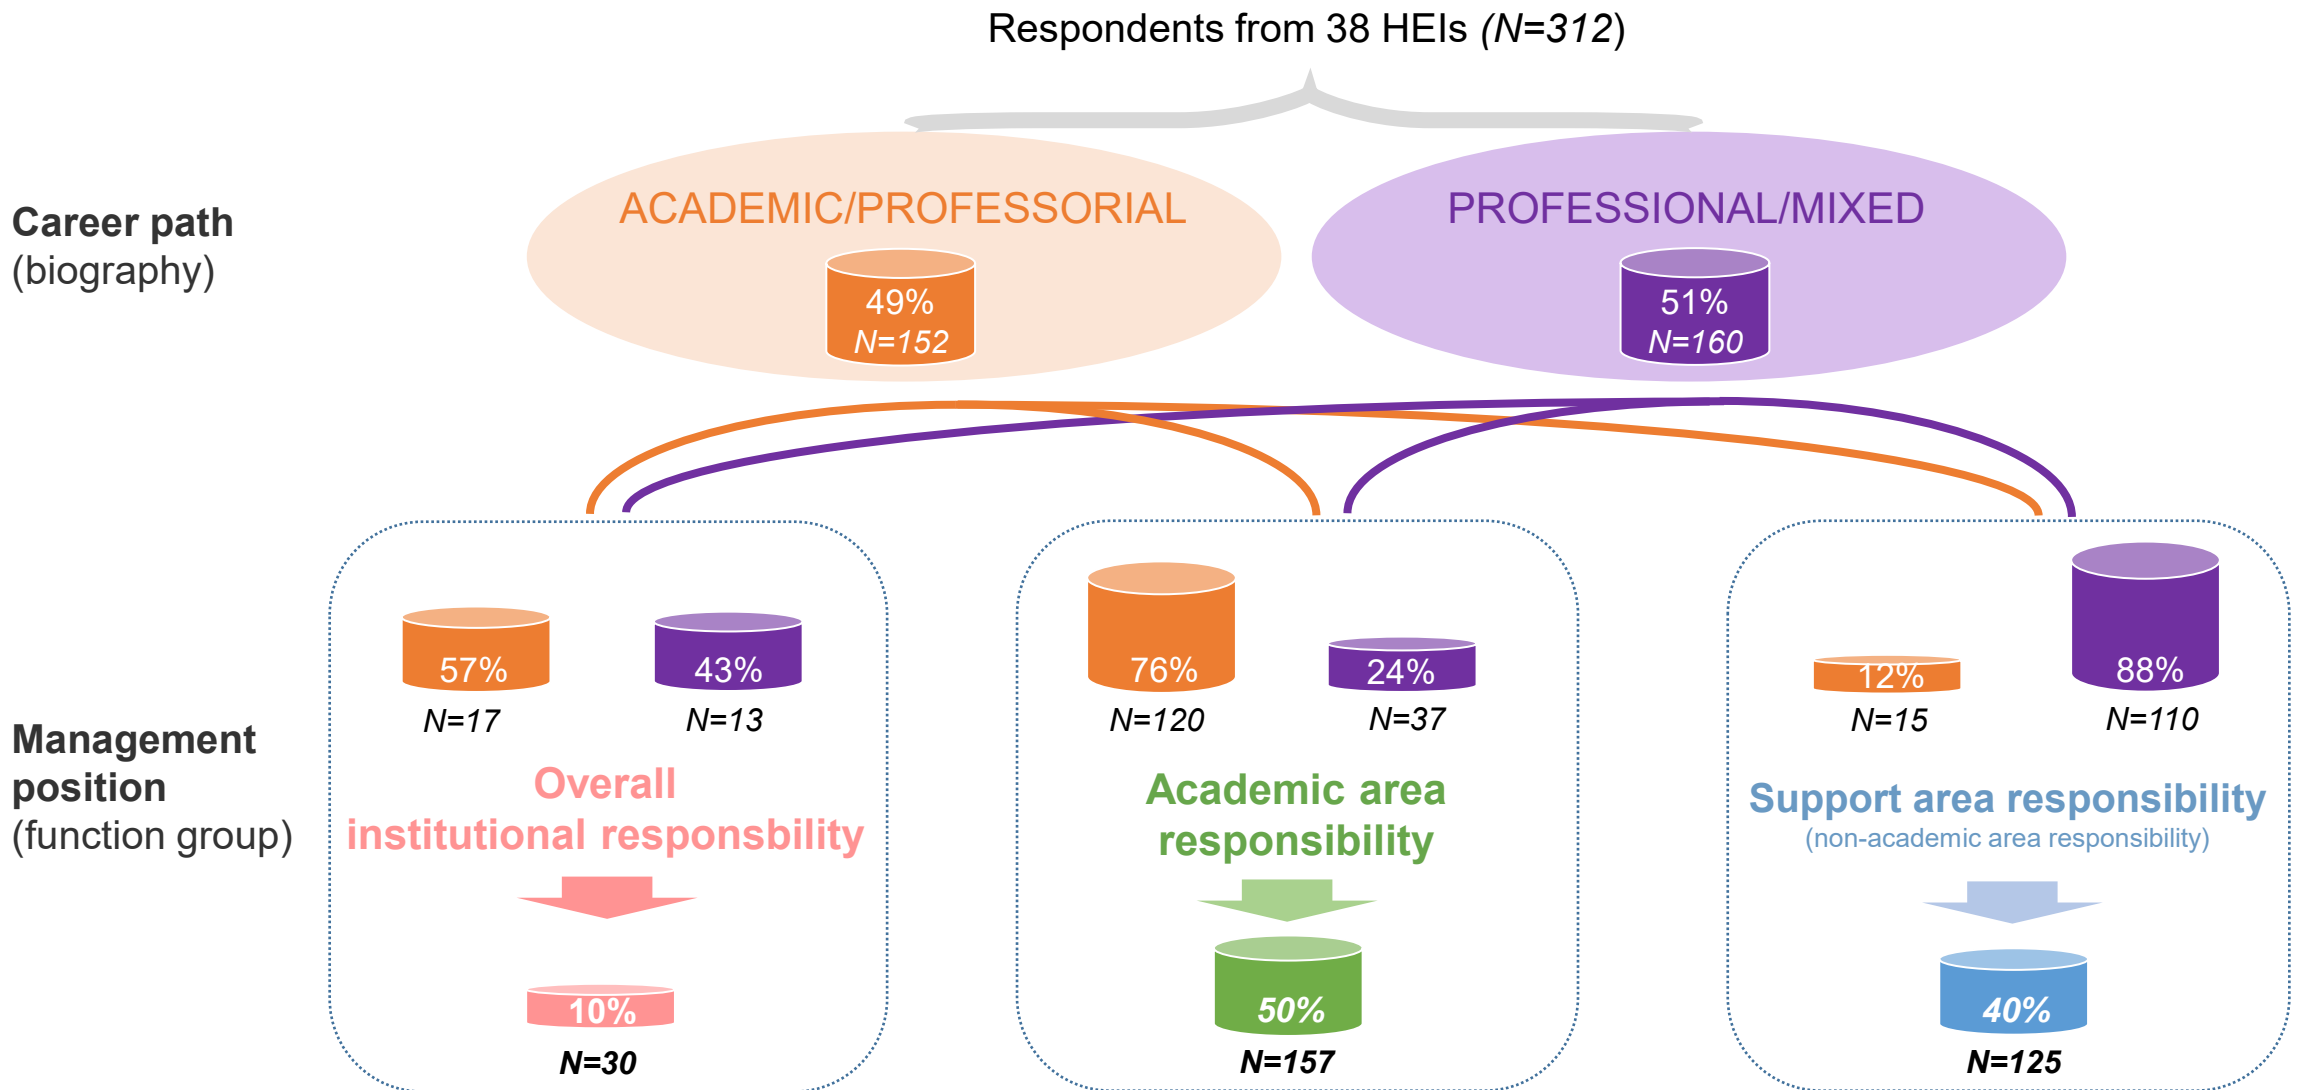 Respondents from 38 HEIs (N=312)
Career path
(biography)
ACADEMIC/PROFESSORIAL
49%
N=152
PROFESSIONAL/MIXED
51%
N=160
Management
position
(function group)
57%
N=17
43%
N=13
Overall
institutional responsbility
10%
N=30
76%
N=120
24%
N=37
Academic area
responsibility
50%
N=157
12%
N=15
88%
N=110
Support area responsibility
(non-academic area responsibility)
40%
N=125